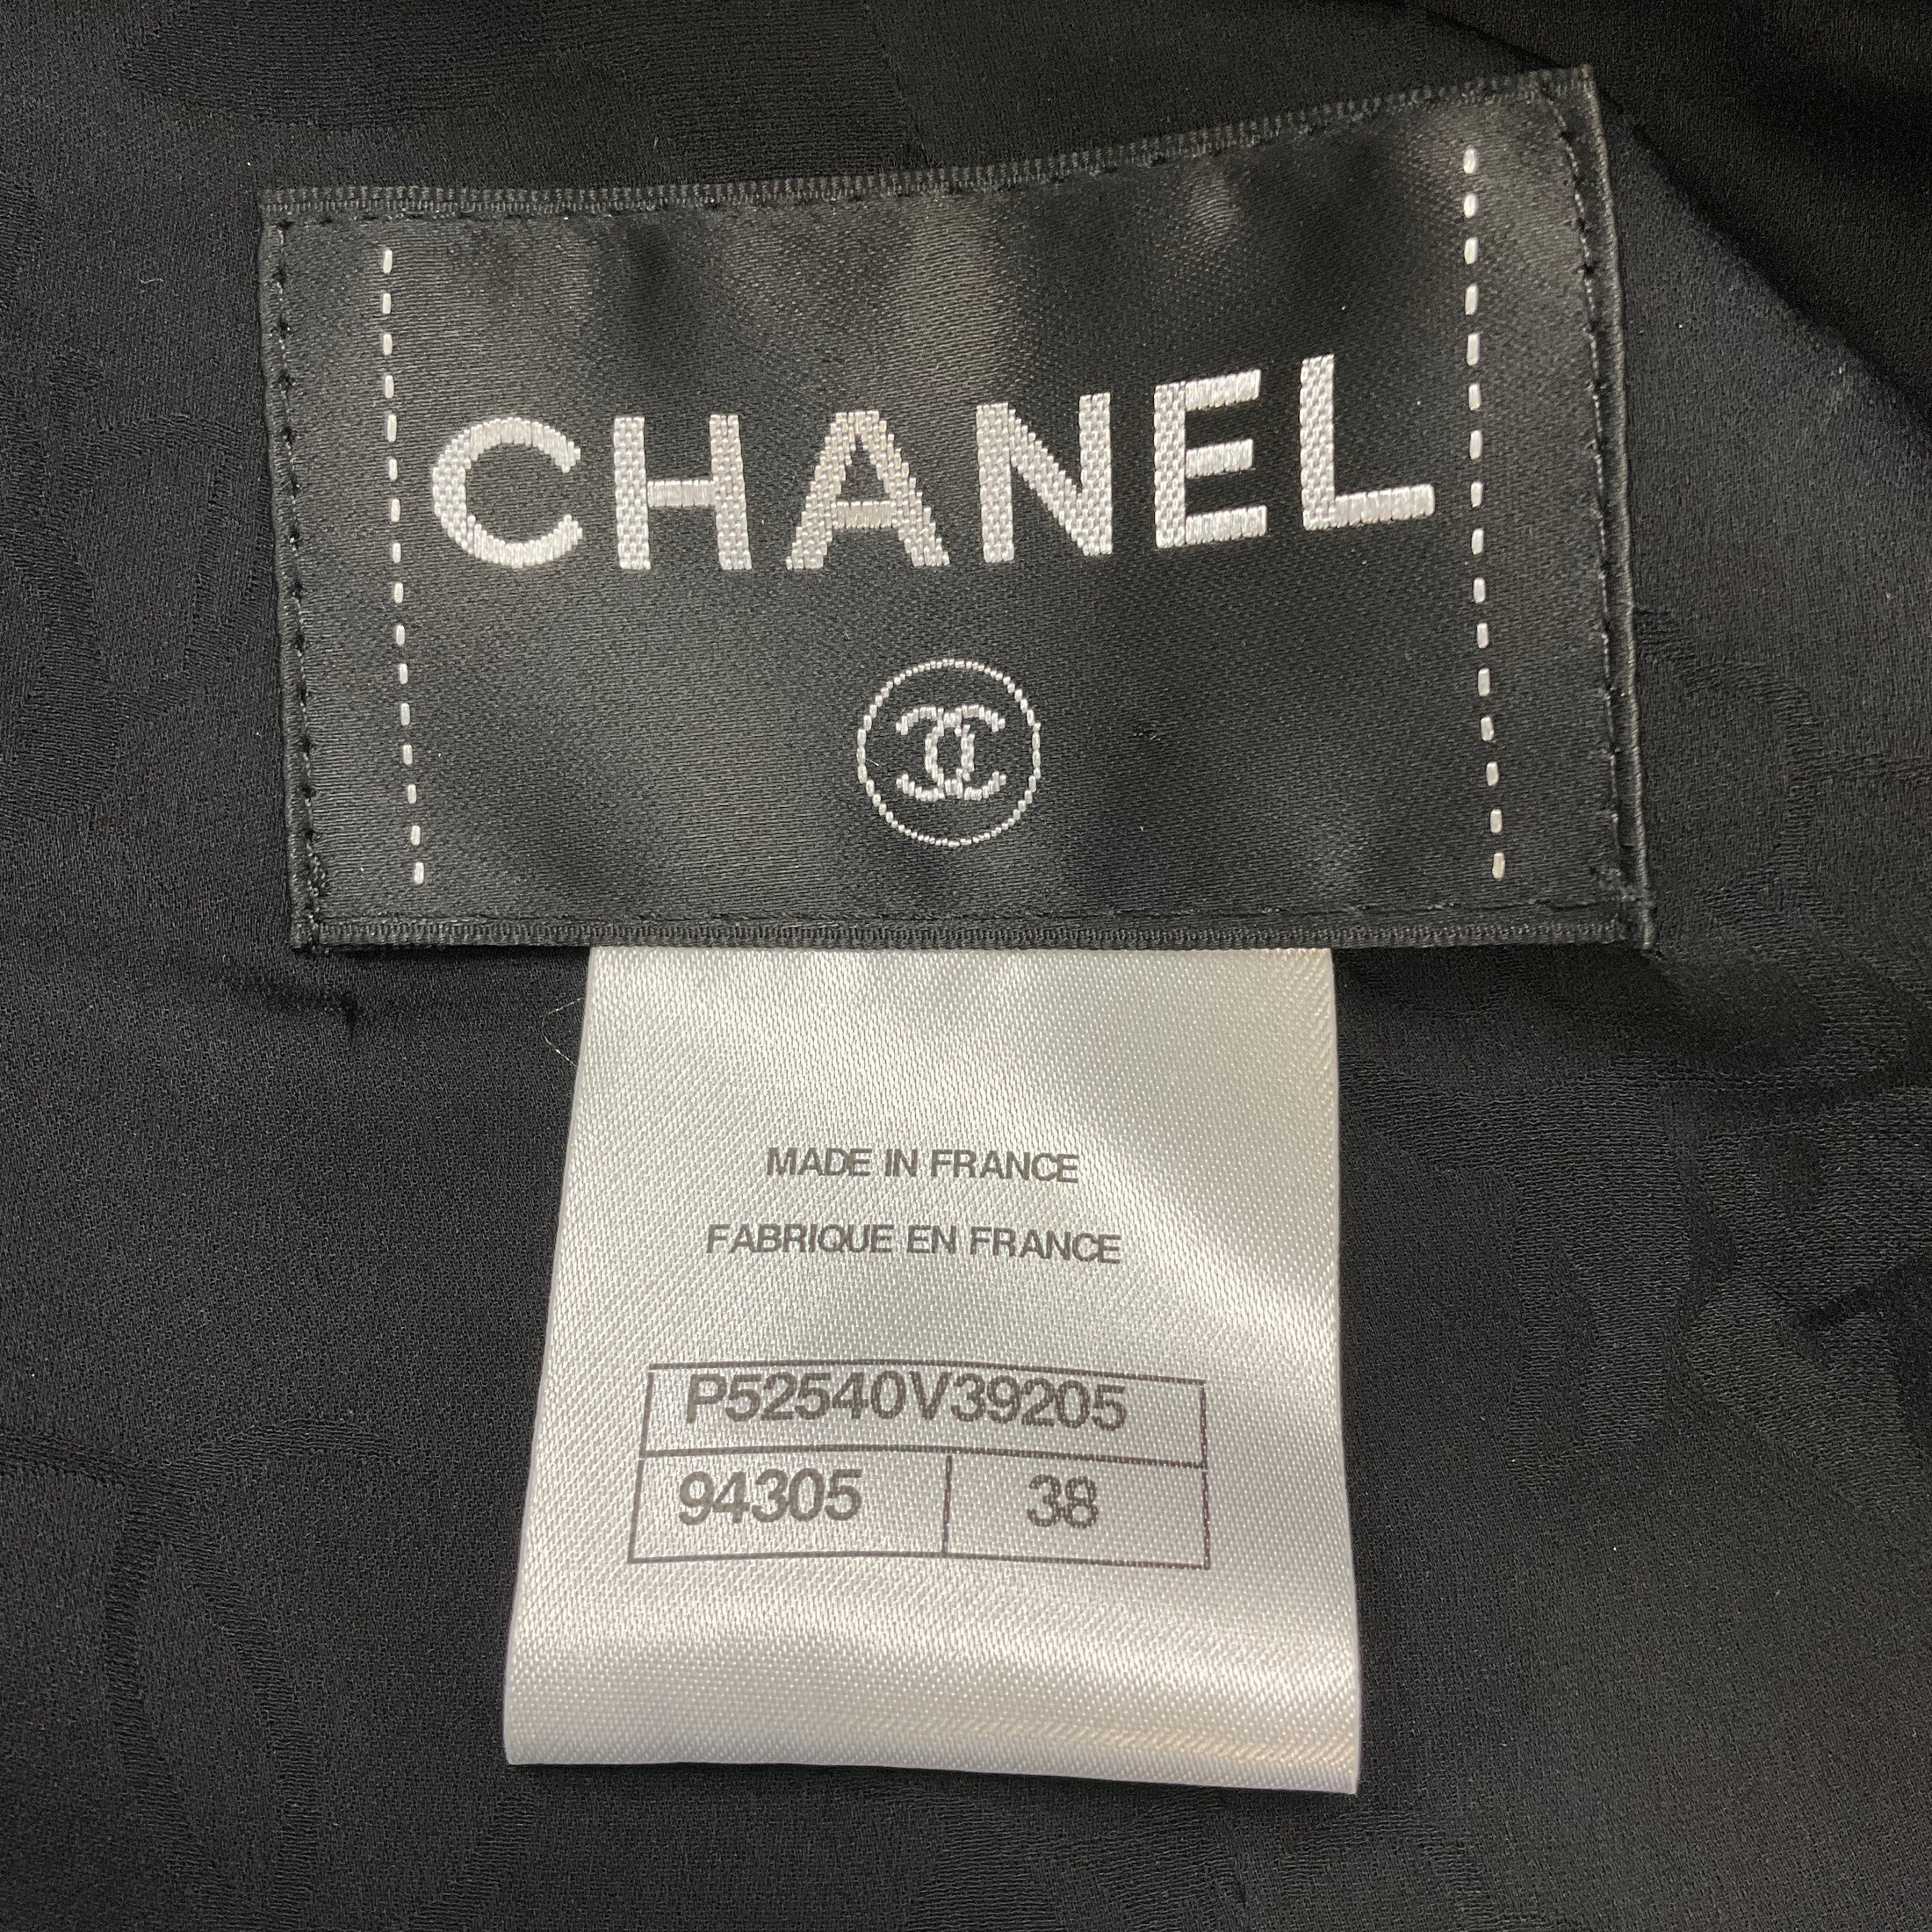 CHANEL
MADE IN FRANCE
FABRIQUE EN FRANCE
P52540V39205
94305 38